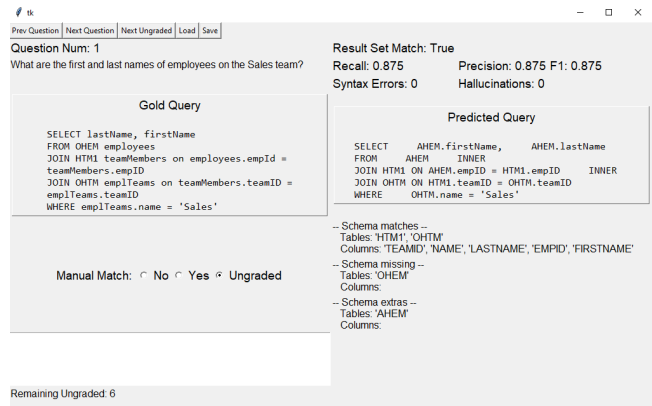 tk
Prev Question Next Question Next Ungraded Load Save
Question Num: 1
What are the first and last names of employees on the Sales team?
Gold Query
SELECT lastName, firstName
FROM OHEM employees
JOIN HTM1 teamMembers on employees.empId =
teamMembers.empID
JOIN OHTM emplTeams on teamMembers.teamID =
emplTeams.teamID
WHERE emplTeams.name = 'Sales'
Manual Match: No Yes Ungraded
Remaining Ungraded: 6
Result Set Match: True
Recall: 0.875 Precision: 0.875 F1: 0.875
Syntax Errors: 0 Hallucinations: 0
Predicted Query
SELECT AHEM.firstName, AHEM.lastName
FROM AHEM INNER
JOIN HTM1 ON AHEM.empID = HTM1.empID INNER
JOIN OHTM ON HTM1.teamID = OHTM.teamID
WHERE OHTM.name = 'Sales'
-- Schema matches --
Tables: 'HTM1', 'OHTM'
Columns: 'TEAMID', 'NAME', 'LASTNAME', 'EMPID', 'FIRSTNAME'
-- Schema missing --
Tables: 'OHEM'
Columns:
-- Schema extras --
Tables: 'AHEM'
Columns: